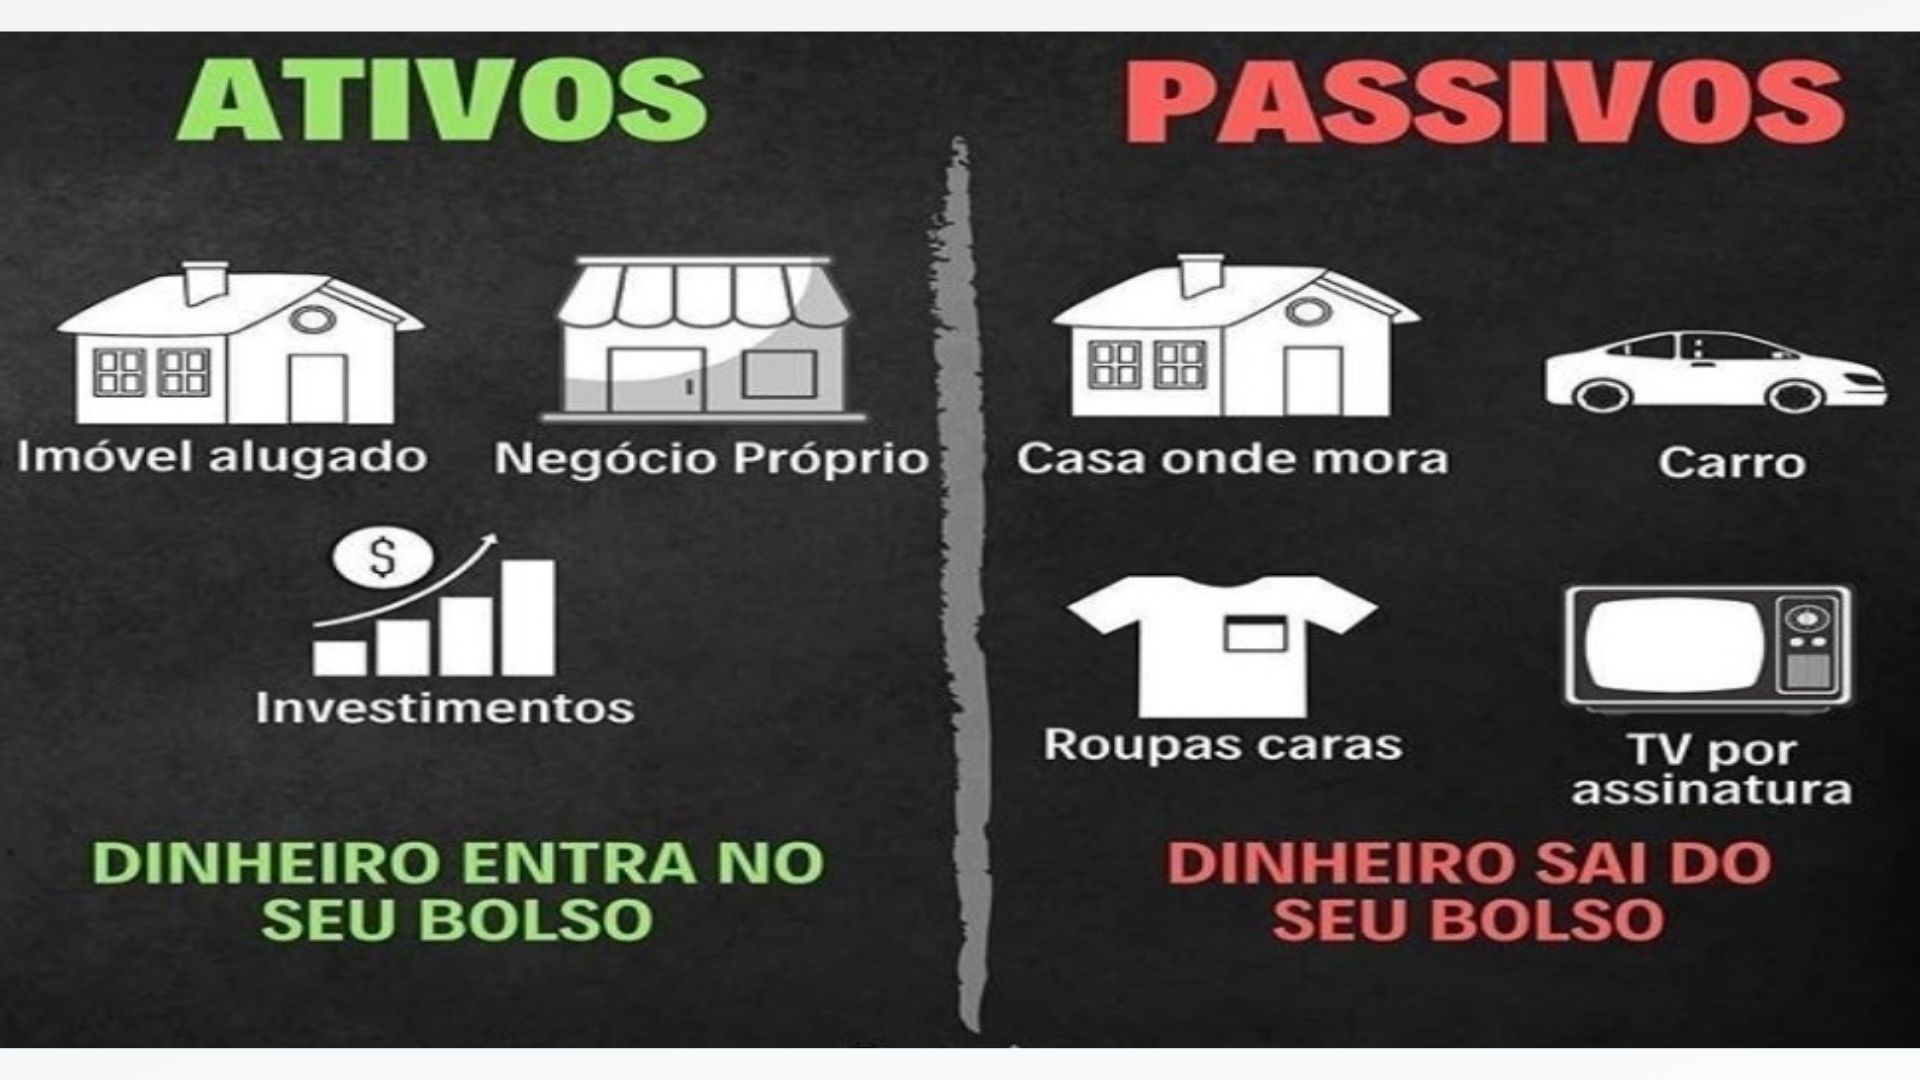 ATIVOS
Imóvel alugado
Negócio Próprio
$
Investimentos
DINHEIRO ENTRA NO
SEU BOLSO
PASSIVOS
Casa onde mora
Carro
Roupas caras
TV por
assinatura
DINHEIRO SAI DO
SEU BOLSO